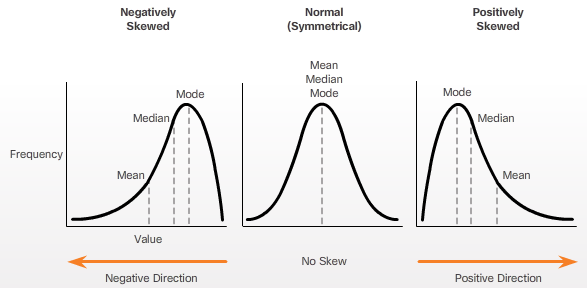 Negatively
Skewed
Normal
(Symmetrical)
Positively
Skewed
Mode
Median
Mean
Frequency
Value
Negative Direction
Mean
Median
Mode
No Skew
Mode
Median
Mean
Positive Direction